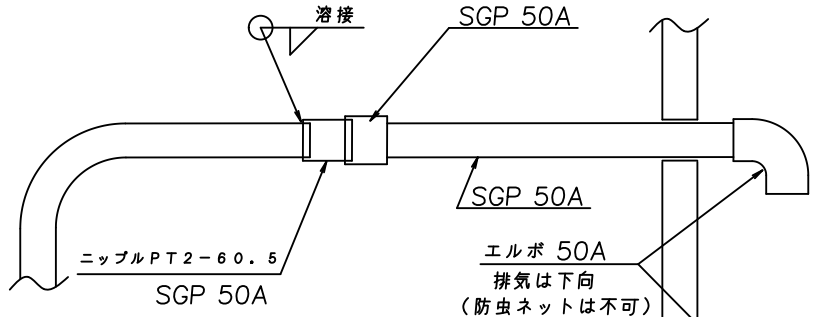 溶接
SGP 50A
SGP 50A
ニップルPT2-60.5
SGP 50A
エルボ 50A
排気は下向
(防虫ネットは不可)